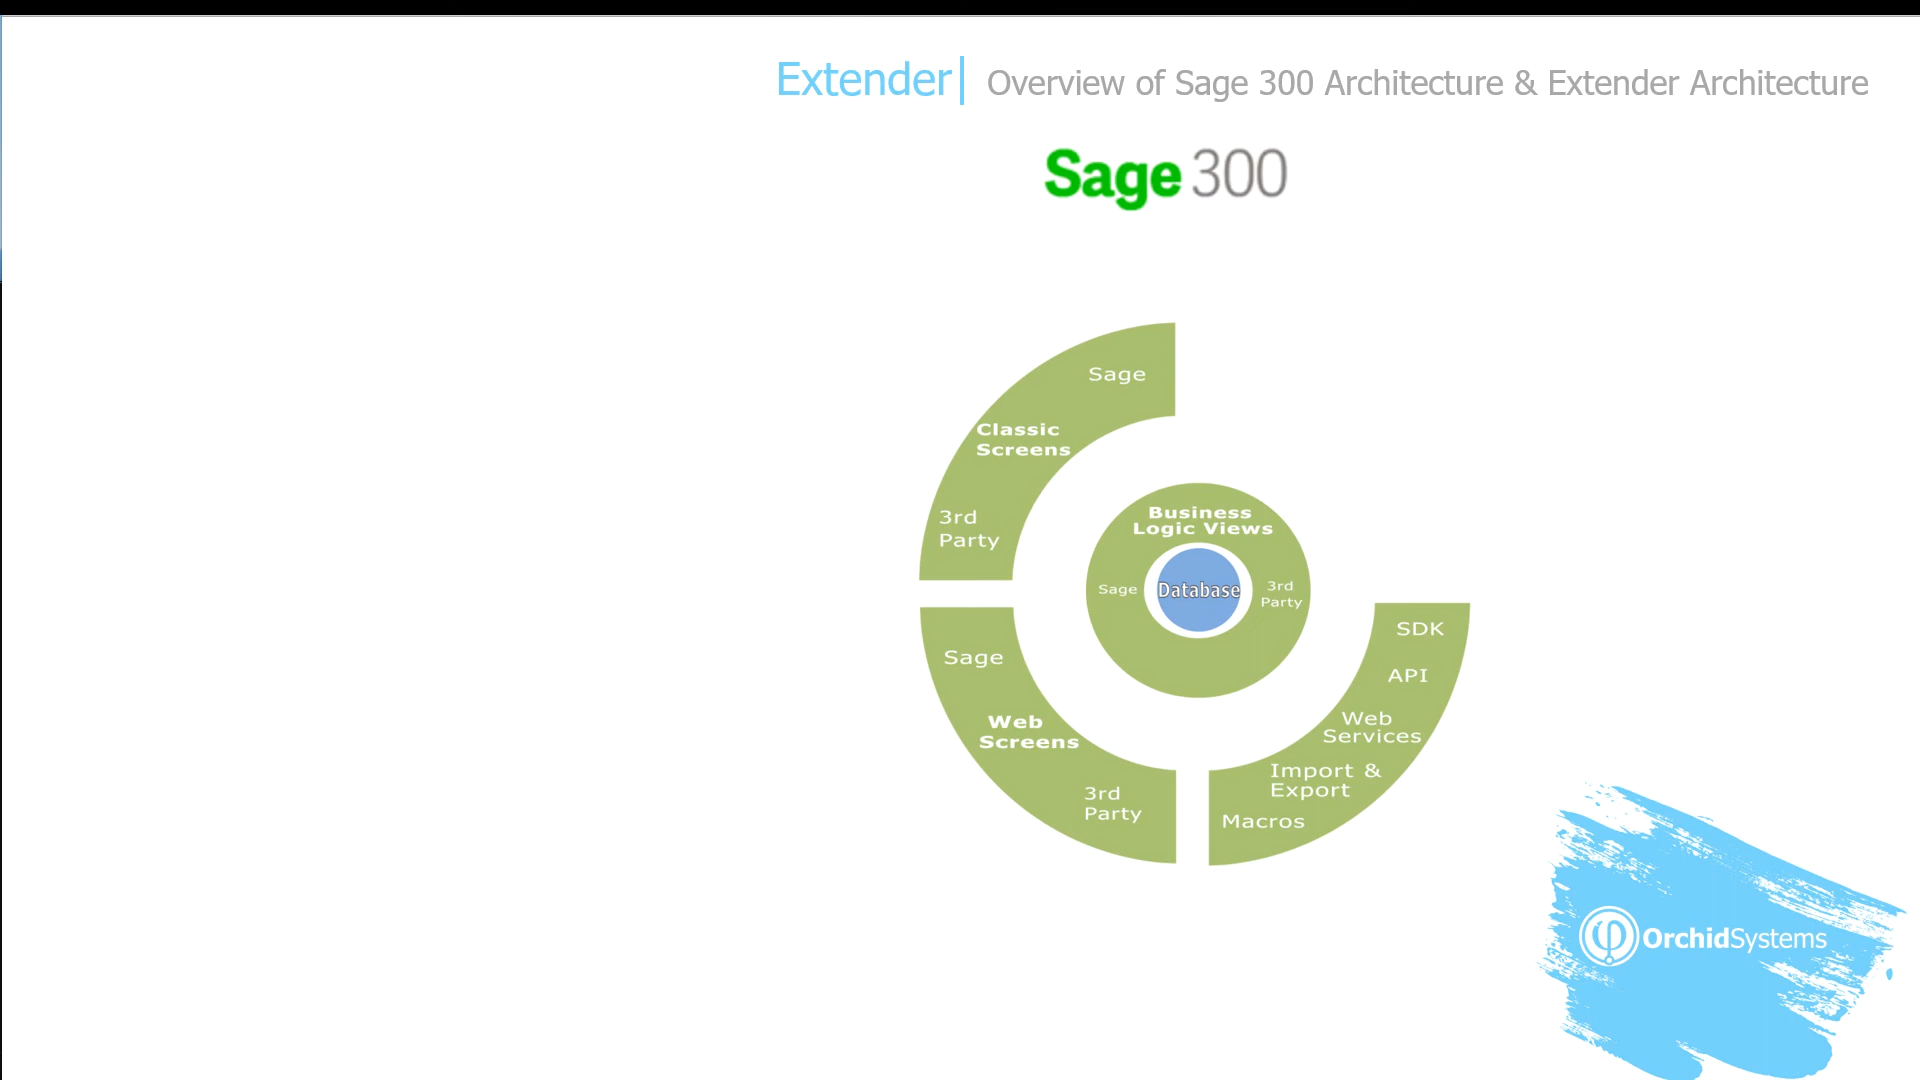 Extender| Overview of Sage 300 Architecture & Extender Architecture
Sage 300
Sage
Classic
Screens
3rd
Party
Business
Logic Views
Sage
Database
3rd
Party
Sage
Web
Screens
3rd
Party
SDK
API
Web
Services
Import &
Export
Macros
OrchidSystems